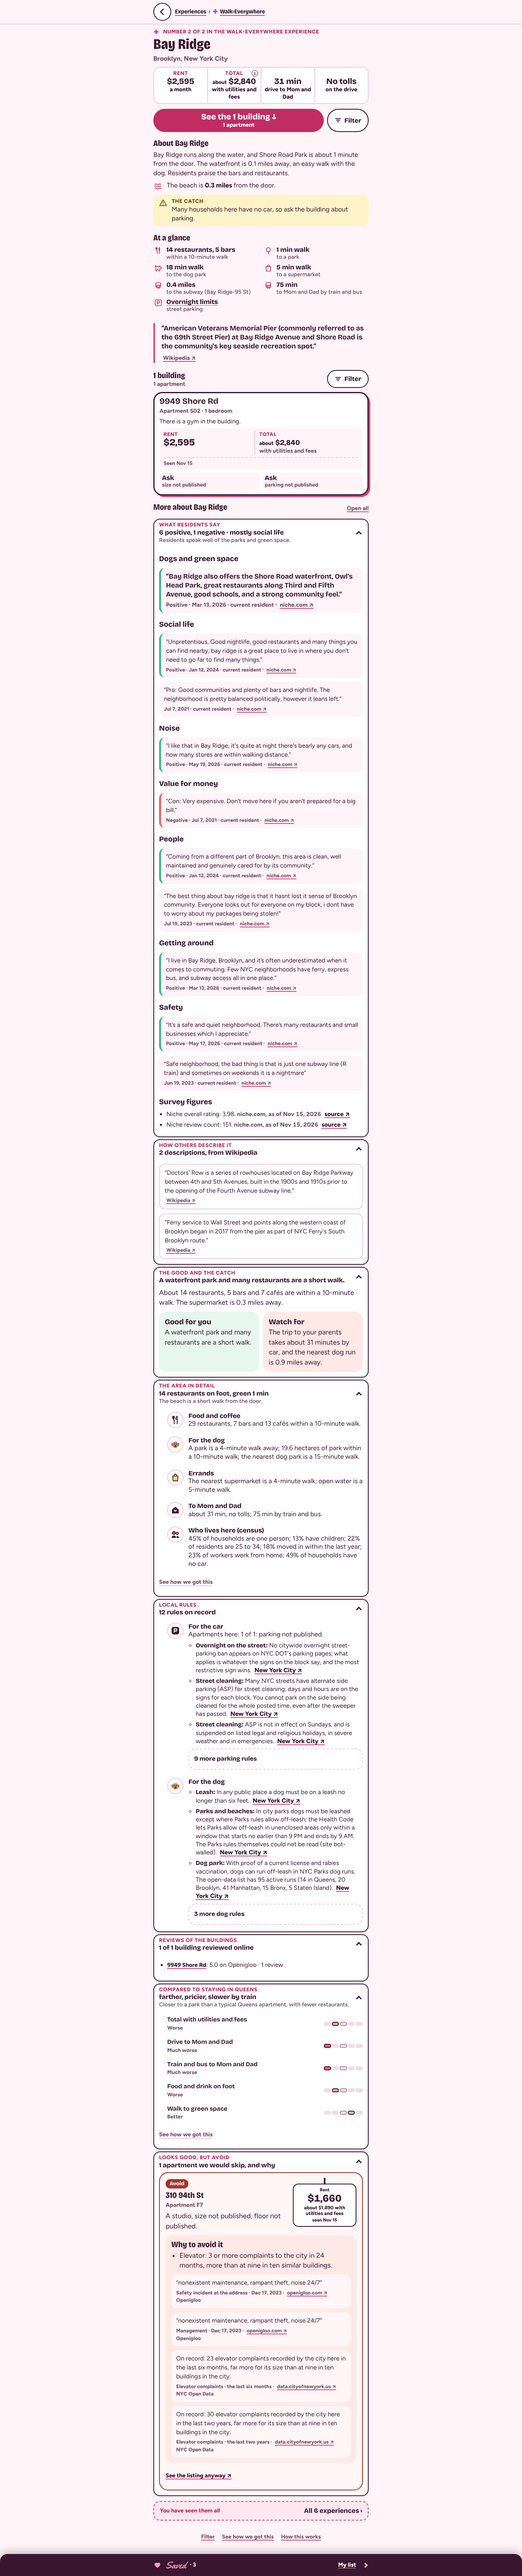 Experiences › Walk-Everywhere
NUMBER 2 OF 2 IN THE WALK-EVERYWHERE EXPERIENCE
Bay Ridge
Brooklyn, New York City
RENT
$2,595
a month
TOTAL
about $2,840
with utilities and
fees
31 min
drive to Mom and
Dad
No tolls
on the drive
See the 1 building ↓
1 apartment
Filter
About Bay Ridge
Bay Ridge runs along the water, and Shore Road Park is about 1 minute
from the door. The waterfront is 0.1 miles away, an easy walk with the
dog. Residents praise the bars and restaurants.
The beach is 0.3 miles from the door.
THE CATCH
Many households here have no car, so ask the building about
parking.
At a glance
14 restaurants, 5 bars
within a 10-minute walk
1 min walk
to a park
18 min walk
to the dog park
5 min walk
to a supermarket
0.4 miles
to the subway (Bay Ridge-95 St)
75 min
to Mom and Dad by train and bus
Overnight limits
street parking
"American Veterans Memorial Pier (commonly referred to as
the 69th Street Pier) at Bay Ridge Avenue and Shore Road is
the community's key seaside recreation spot."
Wikipedia ↗
1 building
1 apartment
Filter
9949 Shore Rd
Apartment 502 · 1 bedroom
There is a gym in the building.
RENT
$2,595
TOTAL
about $2,840
with utilities and fees
Seen Nov 15
Ask
size not published
Ask
parking not published
More about Bay Ridge
Open all
WHAT RESIDENTS SAY
6 positive, 1 negative · mostly social life
Residents speak well of the parks and green space.
Dogs and green space
"Bay Ridge also offers the Shore Road waterfront, Owl's
Head Park, great restaurants along Third and Fifth
Avenue, good schools, and a strong community feel."
Positive · Mar 13, 2026 · current resident · niche.com ↗
Social life
"Unpretentious, Good nightlife, good restaurants and many things you
can find nearby, bay ridge is a great place to live in where you don't
need to go far to find many things."
Positive · Jan 12, 2024 · current resident · niche.com ↗
"Pro: Good communities and plenty of bars and nightlife. The
neighborhood is pretty balanced politically, however it leans left."
Jul 7, 2021 · current resident · niche.com ↗
Noise
"I like that in Bay Ridge, it's quite at night there's bearly any cars, and
how many stores are within walking distance."
Positive · May 19, 2026 · current resident · niche.com ↗
Value for money
"Con: Very expensive. Don't move here if you aren't prepared for a big
bill."
Negative · Jul 7, 2021 · current resident · niche.com ↗
People
"Coming from a different part of Brooklyn, this area is clean, well
maintained and genuinely cared for by its community."
Positive · Jan 12, 2024 · current resident · niche.com ↗
"The best thing about bay ridge is that it hasnt lost it sense of Brooklyn
community. Everyone looks out for everyone on my block, i dont have
to worry about my packages being stolen!"
Jul 19, 2023 · current resident · niche.com ↗
Getting around
"I live in Bay Ridge, Brooklyn, and it's often underestimated when it
comes to commuting. Few NYC neighborhoods have ferry, express
bus, and subway access all in one place."
Positive · Mar 13, 2026 · current resident · niche.com ↗
Safety
"It's a safe and quiet neighborhood. There's many restaurants and small
businesses which I appreciate."
Positive · May 17, 2026 · current resident · niche.com ↗
"Safe neighborhood, the bad thing is that is just one subway line (R
train) and sometimes on weekends it is a nightmare"
Jun 19, 2023 · current resident · niche.com ↗
Survey figures
Niche overall rating: 3.98. niche.com, as of Nov 15, 2026 source ↗
Niche review count: 151. niche.com, as of Nov 15, 2026 source ↗
HOW OTHERS DESCRIBE IT
2 descriptions, from Wikipedia
"Doctors' Row is a series of rowhouses located on Bay Ridge Parkway
between 4th and 5th Avenues, built in the 1900s and 1910s prior to
the opening of the Fourth Avenue subway line."
Wikipedia ↗
"Ferry service to Wall Street and points along the western coast of
Brooklyn began in 2017 from the pier as part of NYC Ferry's South
Brooklyn route."
Wikipedia ↗
THE GOOD AND THE CATCH
A waterfront park and many restaurants are a short walk.
About 14 restaurants, 5 bars and 7 cafés are within a 10-minute
walk. The supermarket is 0.3 miles away.
Good for you
A waterfront park and many
restaurants are a short walk.
Watch for
The trip to your parents
takes about 31 minutes by
car, and the nearest dog run
is 0.9 miles away.
THE AREA IN DETAIL
14 restaurants on foot, green 1 min
The beach is a short walk from the door.
Food and coffee
29 restaurants, 7 bars and 13 cafés within a 10-minute walk.
For the dog
A park is a 4-minute walk away; 19.6 hectares of park within
a 10-minute walk; the nearest dog park is a 15-minute walk.
Errands
The nearest supermarket is a 4-minute walk; open water is a
5-minute walk.
To Mom and Dad
about 31 min, no tolls; 75 min by train and bus.
Who lives here (census)
45% of households are one person; 13% have children; 22%
of residents are 25 to 34; 18% moved in within the last year;
23% of workers work from home; 49% of households have
no car.
See how we got this
LOCAL RULES
12 rules on record
For the car
Apartments here: 1 of 1: parking not published.
Overnight on the street: No citywide overnight street-
parking ban appears on NYC DOT's parking pages; what
applies is whatever the signs on the block say, and the most
restrictive sign wins. New York City ↗
Street cleaning: Many NYC streets have alternate side
parking (ASP) for street cleaning; days and hours are on the
signs for each block. You cannot park on the side being
cleaned for the whole posted time, even after the sweeper
has passed. New York City ↗
Street cleaning: ASP is not in effect on Sundays, and is
suspended on listed legal and religious holidays, in severe
weather and in emergencies. New York City ↗
9 more parking rules
For the dog
Leash: In any public place a dog must be on a leash no
longer than six feet. New York City ↗
Parks and beaches: In city parks dogs must be leashed
except where Parks rules allow off-leash; the Health Code
lets Parks allow off-leash in unenclosed areas only within a
window that starts no earlier than 9 PM and ends by 9 AM.
The Parks rules themselves could not be read (site bot-
walled). New York City ↗
Dog park: With proof of a current license and rabies
vaccination, dogs can run off-leash in NYC Parks dog runs.
The open-data list has 95 active runs (14 in Queens, 20
Brooklyn, 41 Manhattan, 15 Bronx, 5 Staten Island). New
York City ↗
3 more dog rules
REVIEWS OF THE BUILDINGS
1 of 1 building reviewed online
9949 Shore Rd: 5.0 on Openigloo · 1 review
COMPARED TO STAYING IN QUEENS
farther, pricier, slower by train
Closer to a park than a typical Queens apartment, with fewer restaurants.
Total with utilities and fees
Worse
Drive to Mom and Dad
Much worse
Train and bus to Mom and Dad
Much worse
Food and drink on foot
Worse
Walk to green space
Better
See how we got this
LOOKS GOOD, BUT AVOID
1 apartment we would skip, and why
Avoid
310 94th St
Apartment F7
A studio, size not published, floor not
published.
Rent
$1,660
about $1,890 with
utilities and fees
seen Nov 15
Why to avoid it
Elevator: 3 or more complaints to the city in 24
months, more than at nine in ten similar buildings.
"nonexistent maintenance, rampant theft, noise 24/7"
Safety incident at the address · Dec 17, 2023 · openigloo.com ↗
Openigloo
"nonexistent maintenance, rampant theft, noise 24/7"
Management · Dec 17, 2023 · openigloo.com ↗
Openigloo
On record: 23 elevator complaints recorded by the city here in
the last six months, far more for its size than at nine in ten
buildings in the city.
Elevator complaints · the last six months · data.cityofnewyork.us ↗
NYC Open Data
On record: 30 elevator complaints recorded by the city here
in the last two years, far more for its size than at nine in ten
buildings in the city.
Elevator complaints · the last two years · data.cityofnewyork.us ↗
NYC Open Data
See the listing anyway ↗
You have seen them all
All 6 experiences ›
Filter See how we got this How this works
Saved · 3
My list